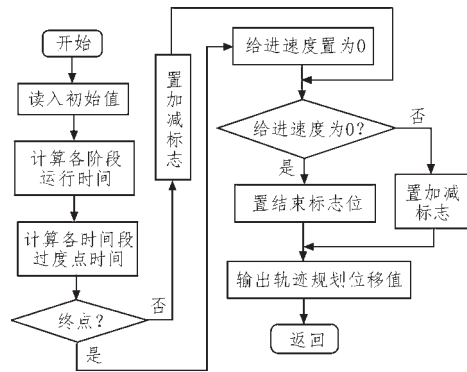 开始
读入初始值
计算各阶段
运行时间
计算各时间段
过度点时间
终点?
否
是
置
加
减
标
志
给进速度置为0
给进速度为0?
否
是
置结束标志位
置加减
标志
输出轨迹规划位移值
返回